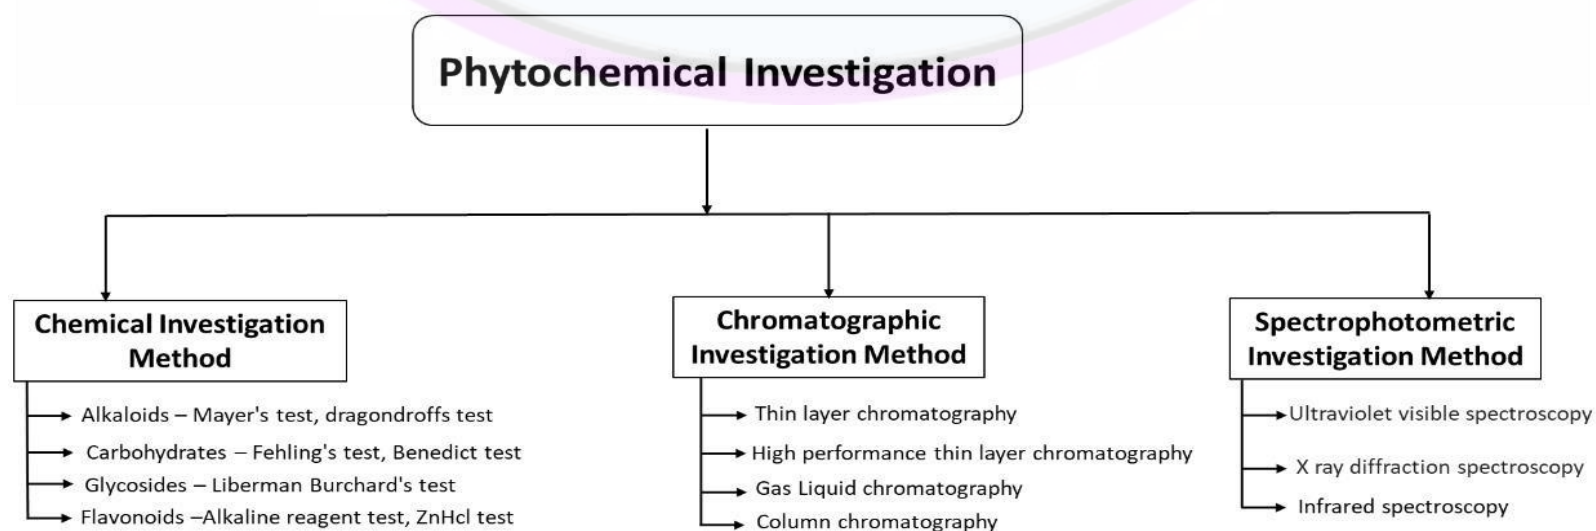 Phytochemical Investigation
Chemical Investigation
Method
Alkaloids – Mayer's test, dragondroffs test
Carbohydrates – Fehling's test, Benedict test
Glycosides – Liberman Burchard's test
Flavonoids –Alkaline reagent test, ZnHcl test
Chromatographic
Investigation Method
Thin layer chromatography
High performance thin layer chromatography
Gas Liquid chromatography
Column chromatography
Spectrophotometric
Investigation Method
Ultraviolet visible spectroscopy
X ray diffraction spectroscopy
Infrared spectroscopy